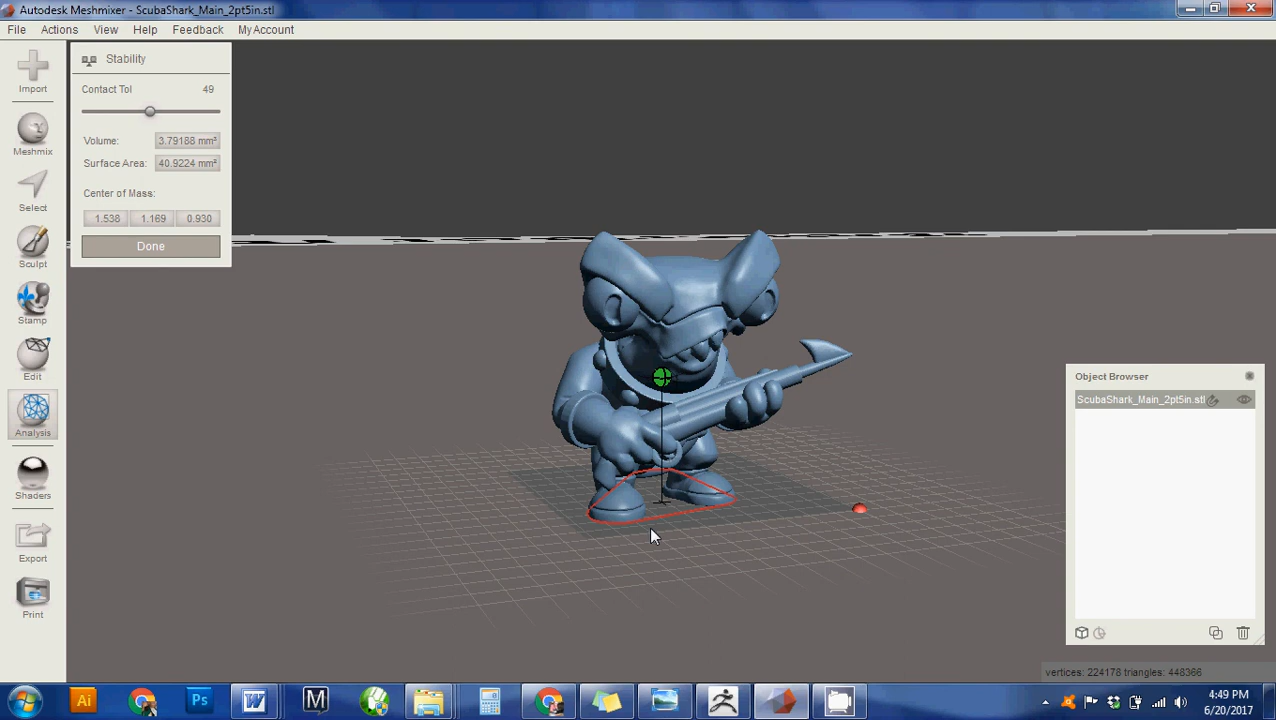 Autodesk Meshmixer - ScubaShark_Main_2pt5in.stl
File Actions View Help Feedback My Account
Import
Meshmix
Select
Sculpt
Stamp
Edit
Analysis
Shaders
Export
Print
Stability
Contact Tol 49
Volume: 3.79188 mm³
Surface Area: 40.9224 mm²
Center of Mass:
1.538 1.169 0.930
Done
Object Browser
ScubaShark_Main_2pt5in.stl
vertices: 224178 triangles: 448366
Ai
Ps
W
M
4:49 PM
6/20/2017